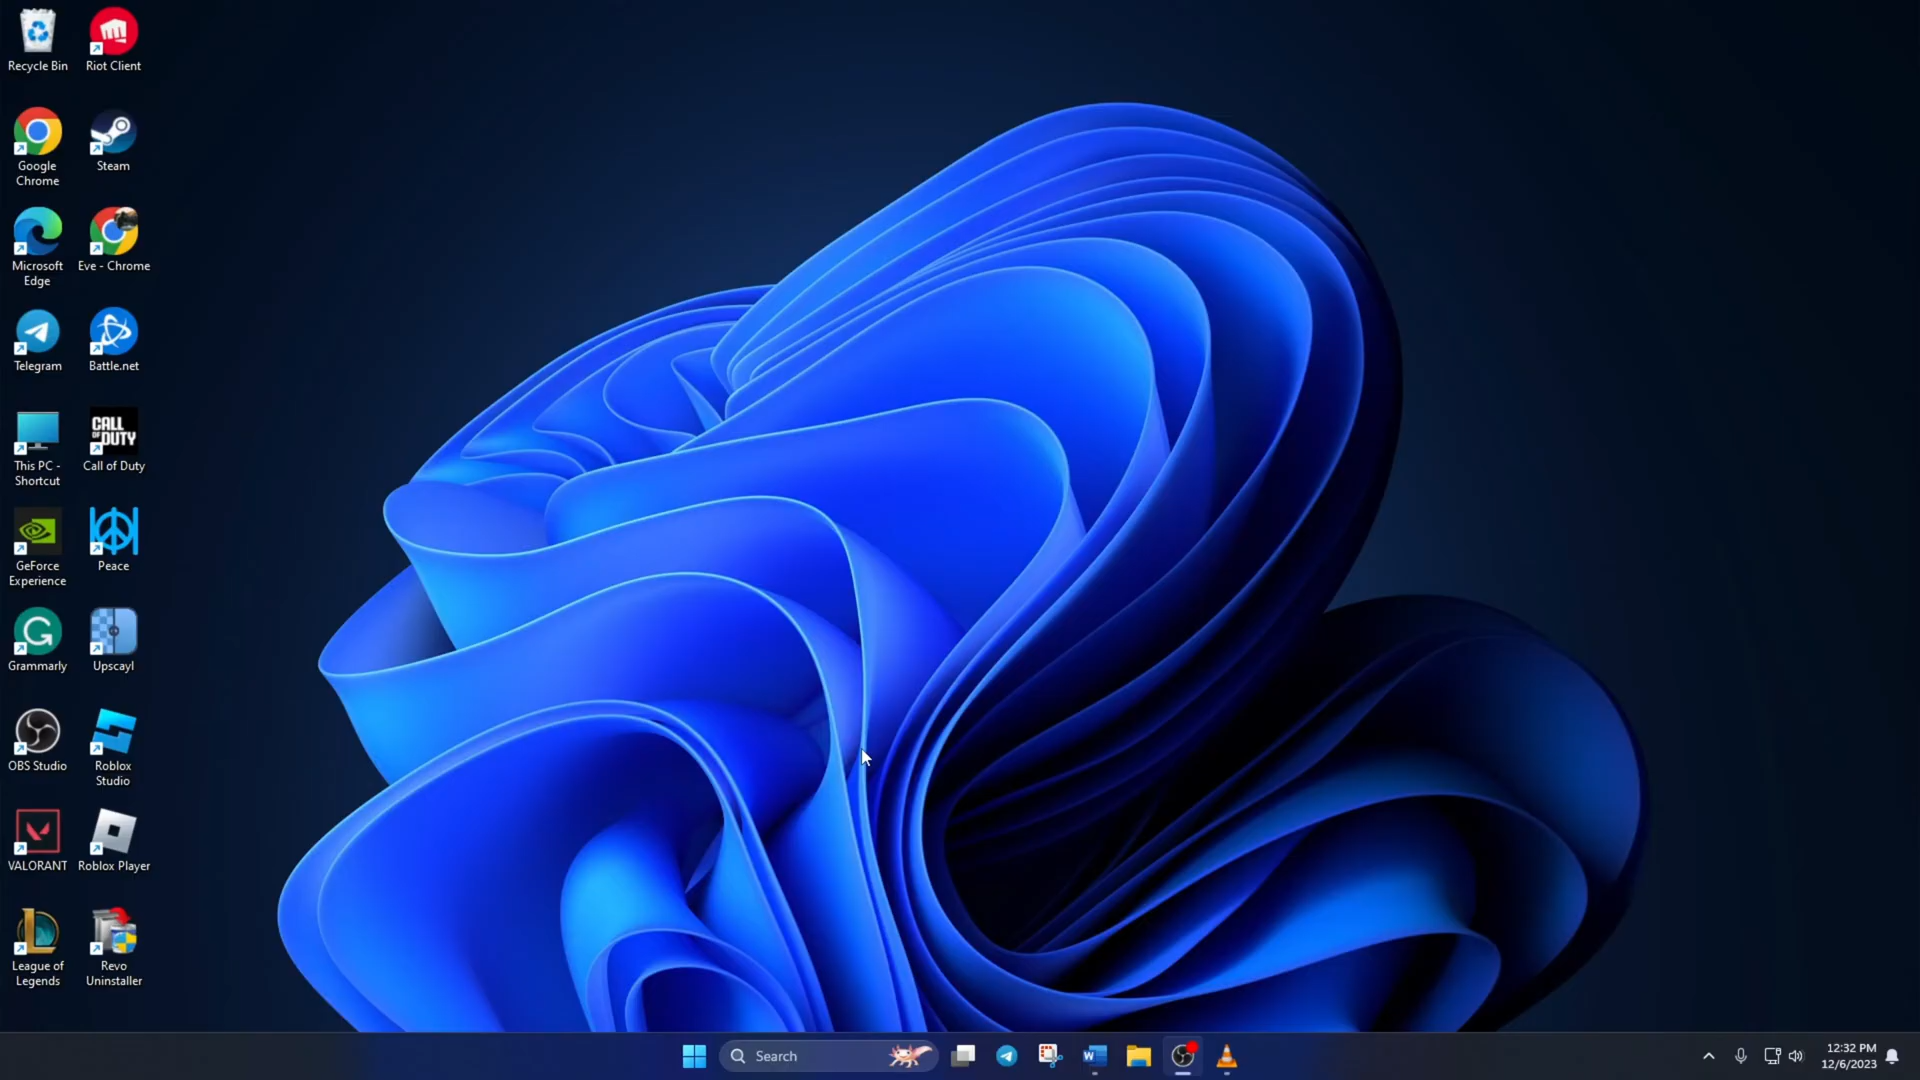 Recycle Bin
Riot Client
Google
Chrome
Steam
Microsoft
Edge
Eve - Chrome
Telegram
Battle.net
This PC -
Shortcut
CALL
OF DUTY
Call of Duty
GeForce
Experience
Peace
Grammarly
Upscayl
OBS Studio
Roblox
Studio
VALORANT
Roblox Player
League of
Legends
Revo
Uninstaller
Search
12:32 PM
12/6/2023